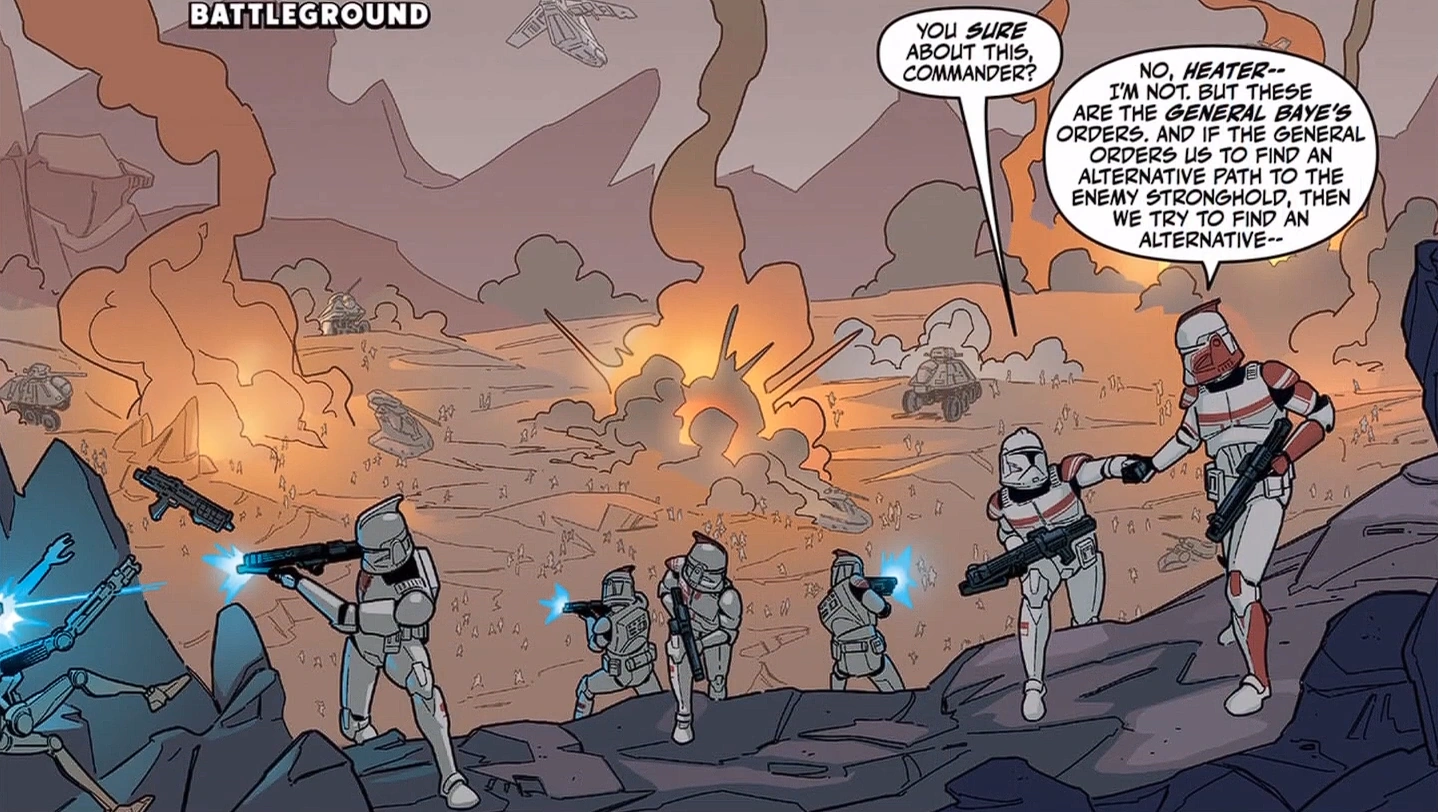 BATTLEGROUND
YOU SURE
ABOUT THIS,
COMMANDER?
NO, HEATER--
I'M NOT. BUT THESE
ARE THE GENERAL BAYE'S
ORDERS. AND IF THE GENERAL
ORDERS US TO FIND AN
ALTERNATIVE PATH TO THE
ENEMY STRONGHOLD, THEN
WE TRY TO FIND AN
ALTERNATIVE--